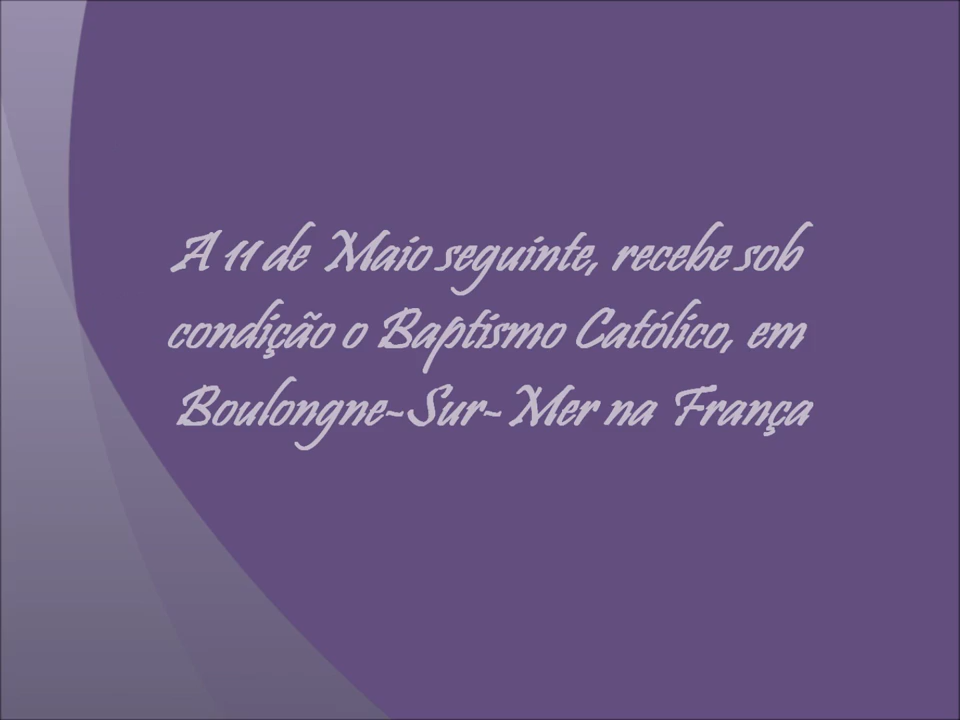 A 11 de Maio seguinte, recebe sob
condição o Baptismo Católico, em
Boulongne-Sur-Mer na França